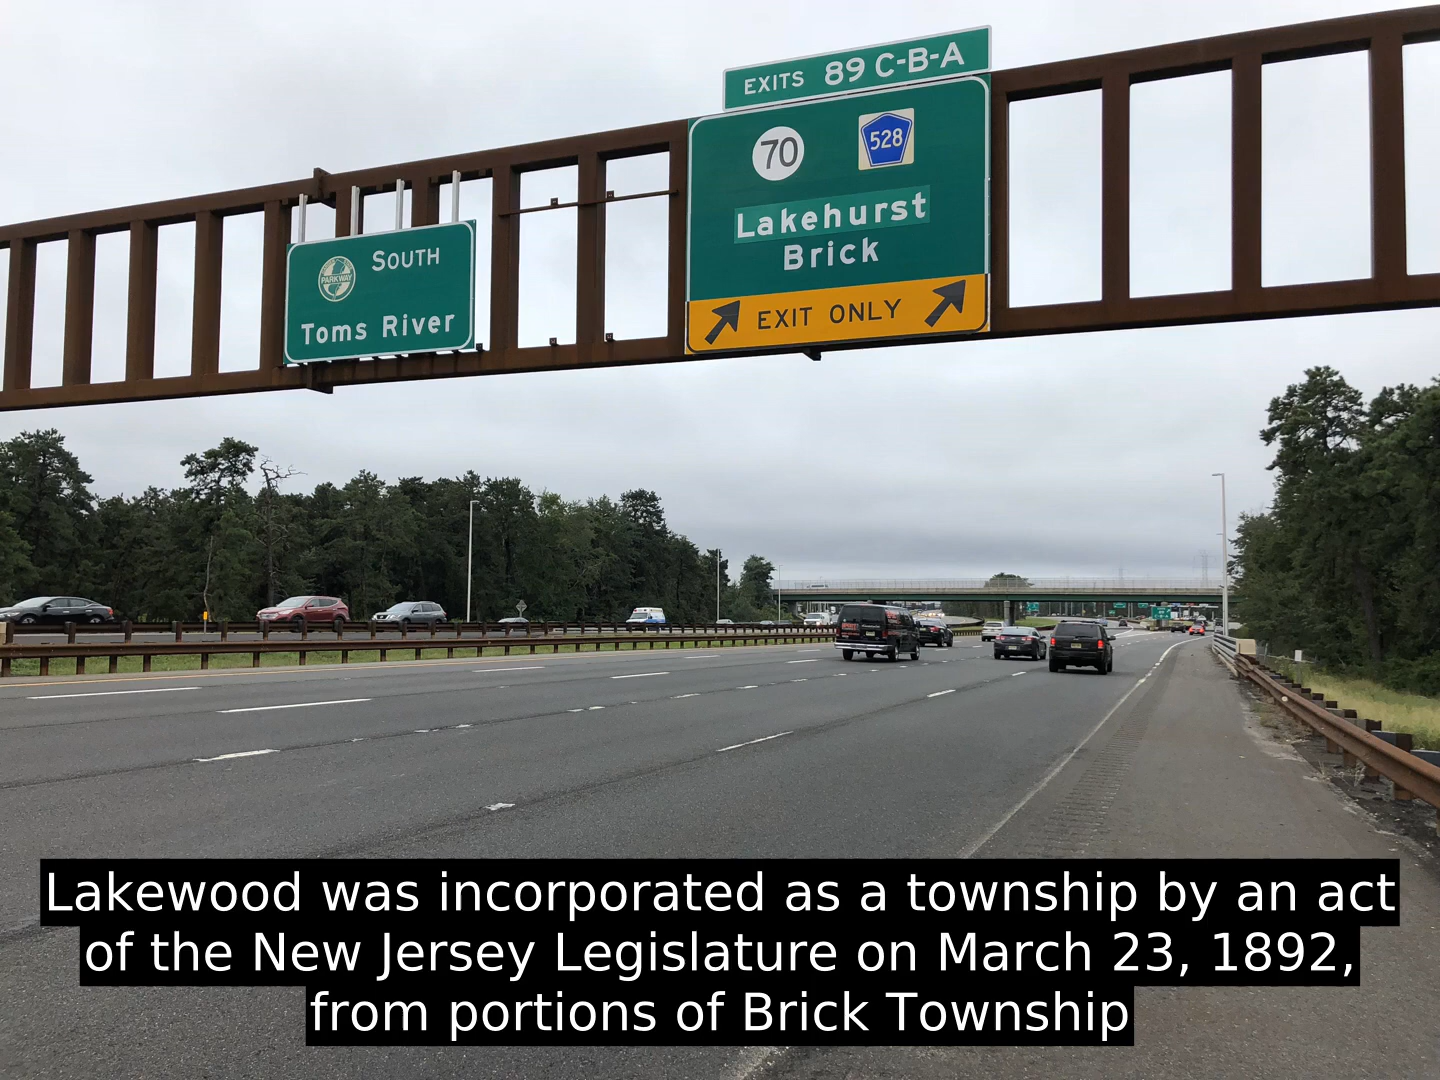 EXITS 89 C-B-A
70
528
Lakehurst
Brick
EXIT ONLY
PARKWAY
SOUTH
Toms River
Lakewood was incorporated as a township by an act
of the New Jersey Legislature on March 23, 1892,
from portions of Brick Township